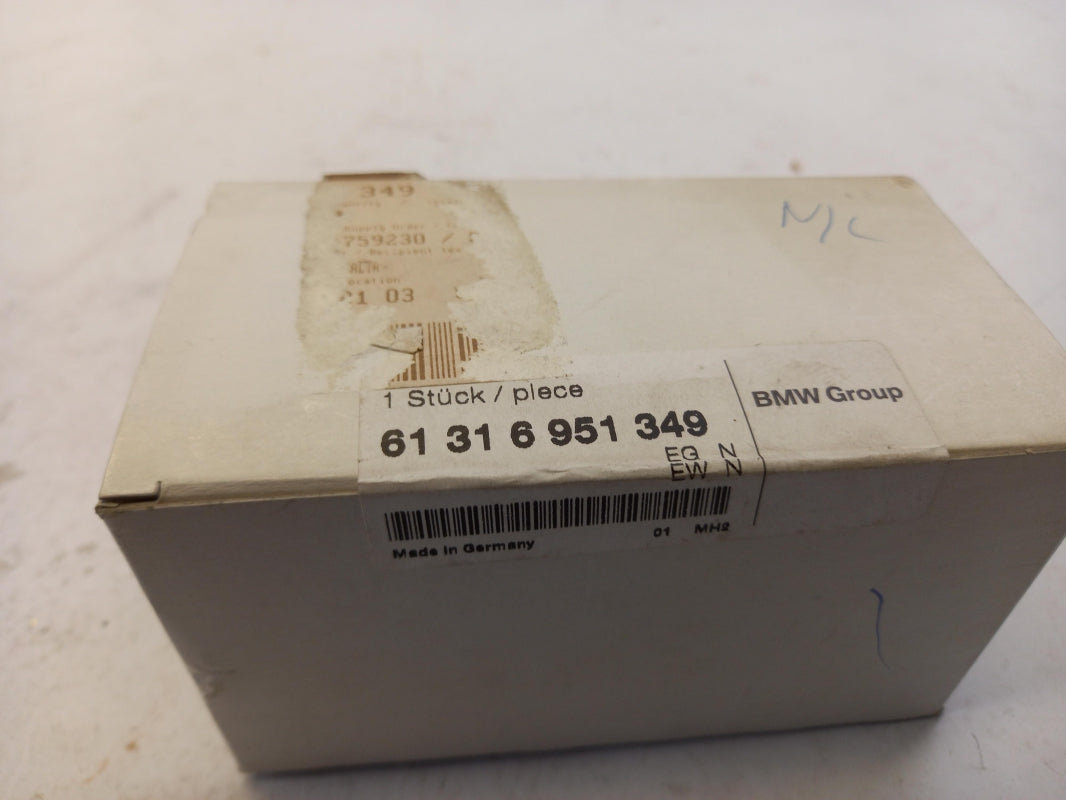 349
759230 /
1 03
N/C
1 Stück / piece
61 31 6 951 349
BMW Group
EG N
EW N
01 MH2
Made in Germany